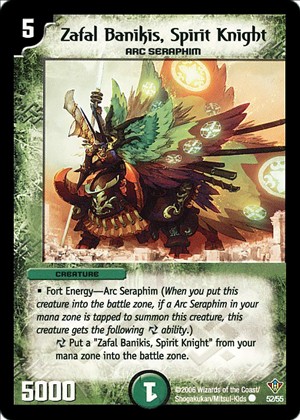 5
Zafal Banikis, Spirit Knight
ARC SERAPHIM
CREATURE
▪ Fort Energy—Arc Seraphim (When you put this
creature into the battle zone, if a Arc Seraphim in your
mana zone is tapped to summon this creature, this
creature gets the following ability.)
Put a "Zafal Banikis, Spirit Knight" from your
mana zone into the battle zone.
5000
1
©2006 Wizards of the Coast/
Shogakukan/Mitsui-Kids
52/55